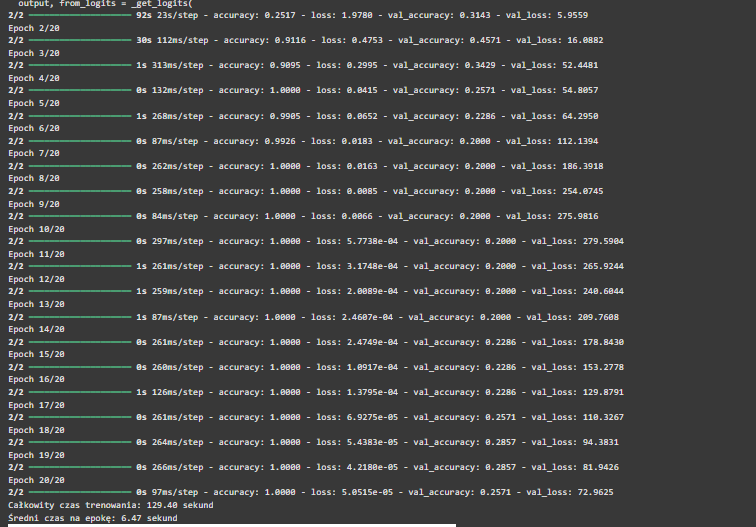 output, from_logits = _get_logits(
2/2 ━━━━━━━━━━━━━━━━━━━━ 92s 23s/step - accuracy: 0.2517 - loss: 1.9780 - val_accuracy: 0.3143 - val_loss: 5.9559
Epoch 2/20
2/2 ━━━━━━━━━━━━━━━━━━━━ 30s 112ms/step - accuracy: 0.9116 - loss: 0.4753 - val_accuracy: 0.4571 - val_loss: 16.0882
Epoch 3/20
2/2 ━━━━━━━━━━━━━━━━━━━━ 1s 313ms/step - accuracy: 0.9095 - loss: 0.2995 - val_accuracy: 0.3429 - val_loss: 52.4481
Epoch 4/20
2/2 ━━━━━━━━━━━━━━━━━━━━ 0s 132ms/step - accuracy: 1.0000 - loss: 0.0415 - val_accuracy: 0.2571 - val_loss: 54.8057
Epoch 5/20
2/2 ━━━━━━━━━━━━━━━━━━━━ 1s 268ms/step - accuracy: 0.9905 - loss: 0.0652 - val_accuracy: 0.2286 - val_loss: 64.2950
Epoch 6/20
2/2 ━━━━━━━━━━━━━━━━━━━━ 0s 87ms/step - accuracy: 0.9926 - loss: 0.0183 - val_accuracy: 0.2000 - val_loss: 112.1394
Epoch 7/20
2/2 ━━━━━━━━━━━━━━━━━━━━ 0s 262ms/step - accuracy: 1.0000 - loss: 0.0163 - val_accuracy: 0.2000 - val_loss: 186.3918
Epoch 8/20
2/2 ━━━━━━━━━━━━━━━━━━━━ 0s 258ms/step - accuracy: 1.0000 - loss: 0.0085 - val_accuracy: 0.2000 - val_loss: 254.0745
Epoch 9/20
2/2 ━━━━━━━━━━━━━━━━━━━━ 0s 84ms/step - accuracy: 1.0000 - loss: 0.0066 - val_accuracy: 0.2000 - val_loss: 275.9816
Epoch 10/20
2/2 ━━━━━━━━━━━━━━━━━━━━ 0s 297ms/step - accuracy: 1.0000 - loss: 5.7738e-04 - val_accuracy: 0.2000 - val_loss: 279.5904
Epoch 11/20
2/2 ━━━━━━━━━━━━━━━━━━━━ 1s 261ms/step - accuracy: 1.0000 - loss: 3.1748e-04 - val_accuracy: 0.2000 - val_loss: 265.9244
Epoch 12/20
2/2 ━━━━━━━━━━━━━━━━━━━━ 1s 259ms/step - accuracy: 1.0000 - loss: 2.0089e-04 - val_accuracy: 0.2000 - val_loss: 240.6044
Epoch 13/20
2/2 ━━━━━━━━━━━━━━━━━━━━ 1s 87ms/step - accuracy: 1.0000 - loss: 2.4607e-04 - val_accuracy: 0.2000 - val_loss: 209.7608
Epoch 14/20
2/2 ━━━━━━━━━━━━━━━━━━━━ 0s 261ms/step - accuracy: 1.0000 - loss: 2.4749e-04 - val_accuracy: 0.2286 - val_loss: 178.8430
Epoch 15/20
2/2 ━━━━━━━━━━━━━━━━━━━━ 0s 260ms/step - accuracy: 1.0000 - loss: 1.0917e-04 - val_accuracy: 0.2286 - val_loss: 153.2778
Epoch 16/20
2/2 ━━━━━━━━━━━━━━━━━━━━ 1s 126ms/step - accuracy: 1.0000 - loss: 1.3795e-04 - val_accuracy: 0.2286 - val_loss: 129.8791
Epoch 17/20
2/2 ━━━━━━━━━━━━━━━━━━━━ 0s 261ms/step - accuracy: 1.0000 - loss: 6.9275e-05 - val_accuracy: 0.2571 - val_loss: 110.3267
Epoch 18/20
2/2 ━━━━━━━━━━━━━━━━━━━━ 0s 264ms/step - accuracy: 1.0000 - loss: 5.4383e-05 - val_accuracy: 0.2857 - val_loss: 94.3831
Epoch 19/20
2/2 ━━━━━━━━━━━━━━━━━━━━ 0s 266ms/step - accuracy: 1.0000 - loss: 4.2180e-05 - val_accuracy: 0.2857 - val_loss: 81.9426
Epoch 20/20
2/2 ━━━━━━━━━━━━━━━━━━━━ 0s 97ms/step - accuracy: 1.0000 - loss: 5.0515e-05 - val_accuracy: 0.2571 - val_loss: 72.9625
Całkowity czas trenowania: 129.40 sekund
Średni czas na epokę: 6.47 sekund